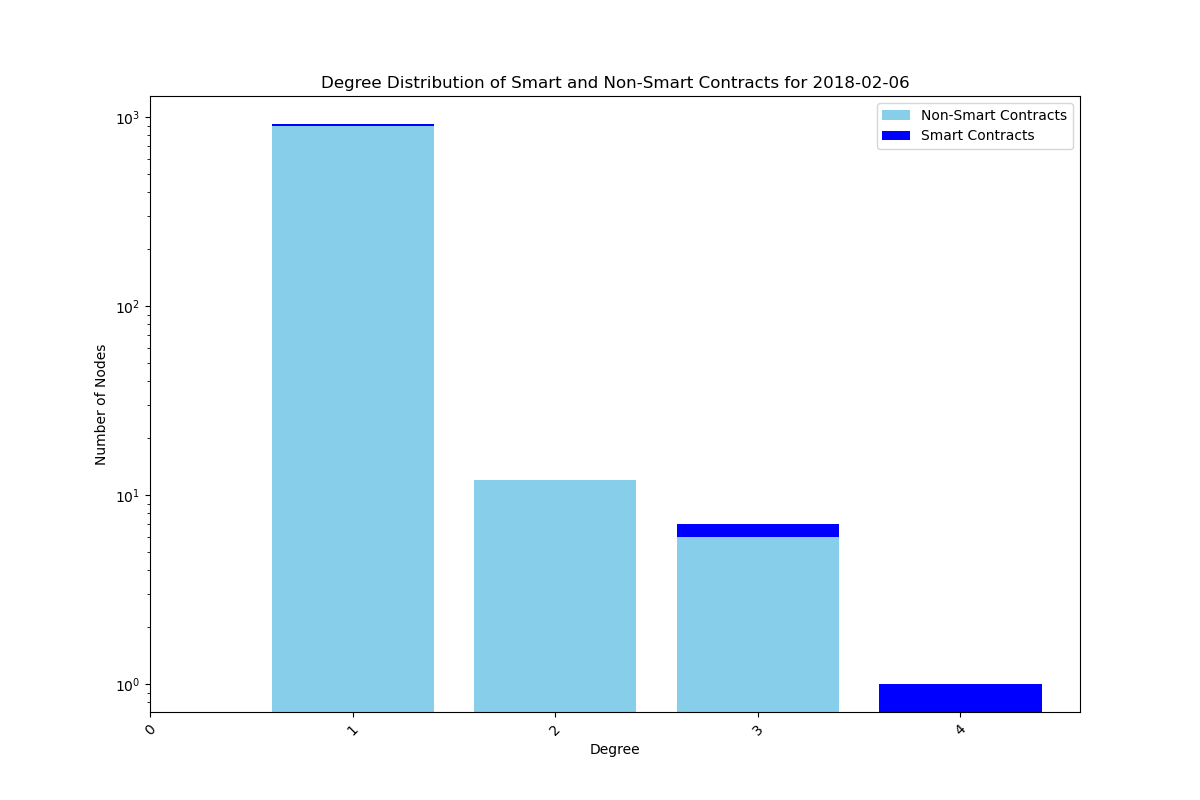 Degree Distribution of Smart and Non-Smart Contracts for 2018-02-06
Non-Smart Contracts
Smart Contracts
10³
10²
10¹
10⁰
Number of Nodes
0 1 2 3 4
Degree